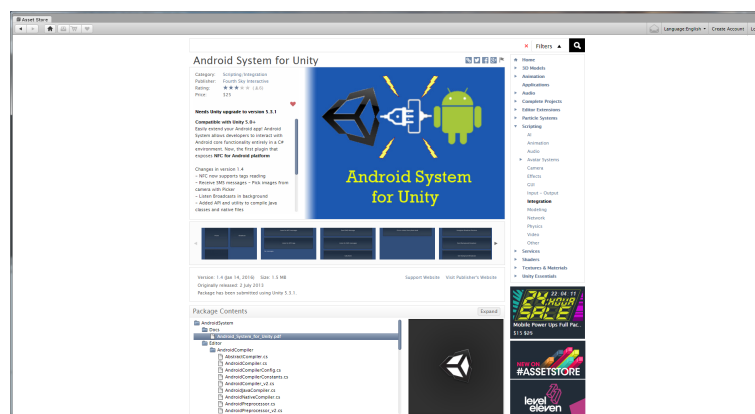 Asset Store
Language:English
Create Account
Filters
Android System for Unity
Category: Scripting/Integration
Publisher: Fourth Sky Interactive
Rating:
Price: $25
Needs Unity upgrade to version 5.3.1
Compatible with Unity 5.0+
Easily extend your Android app! Android
System allows developers to interact with
Android core functionality entirely in a C#
environment. Now, the first plugin that
exposes NFC for Android platform
Changes in version 1.4
- NFC now supports tags reading
- Receive SMS messages - Pick images from
camera with Picker
- Listen Broadcasts in background
- Added API and unity to compile Java
classes and native files
Android System
for Unity
Version: 1.4 (Jan 19, 2016) Size: 1.5 MB
Originally released: 2 July 2013
Package has been submitted using Unity 5.3.1
Support Website Visit Publisher's Website
Package Contents
Expand
AndroidSystem
Docs
Android_System_for_Unity.pdf
Editor
AndroidCompiler
AbstractCompiler.cs
AndroidCompiler.cs
AndroidCompilerConfig.cs
AndroidCompilerConstants.cs
AndroidCompiler_v2.cs
AndroidJavaCompiler.cs
AndroidNativeCompiler.cs
AndroidPreprocessor.cs
AndroidPreprocessor_v2.cs
Home
3D Models
Animation
Applications
Audio
Complete Projects
Editor Extensions
Particle Systems
Scripting
AI
Animation
Audio
Avatar Systems
Camera
Effects
GUI
Input - Output
Integration
Modeling
Network
Physics
Video
Other
Services
Shaders
Textures & Materials
Unity Essentials
22 04 11
24 HOUR
SALE
Mobile Power Ups Full Pac..
$15 $25
NEW ON
#ASSETSTORE
level
eleven